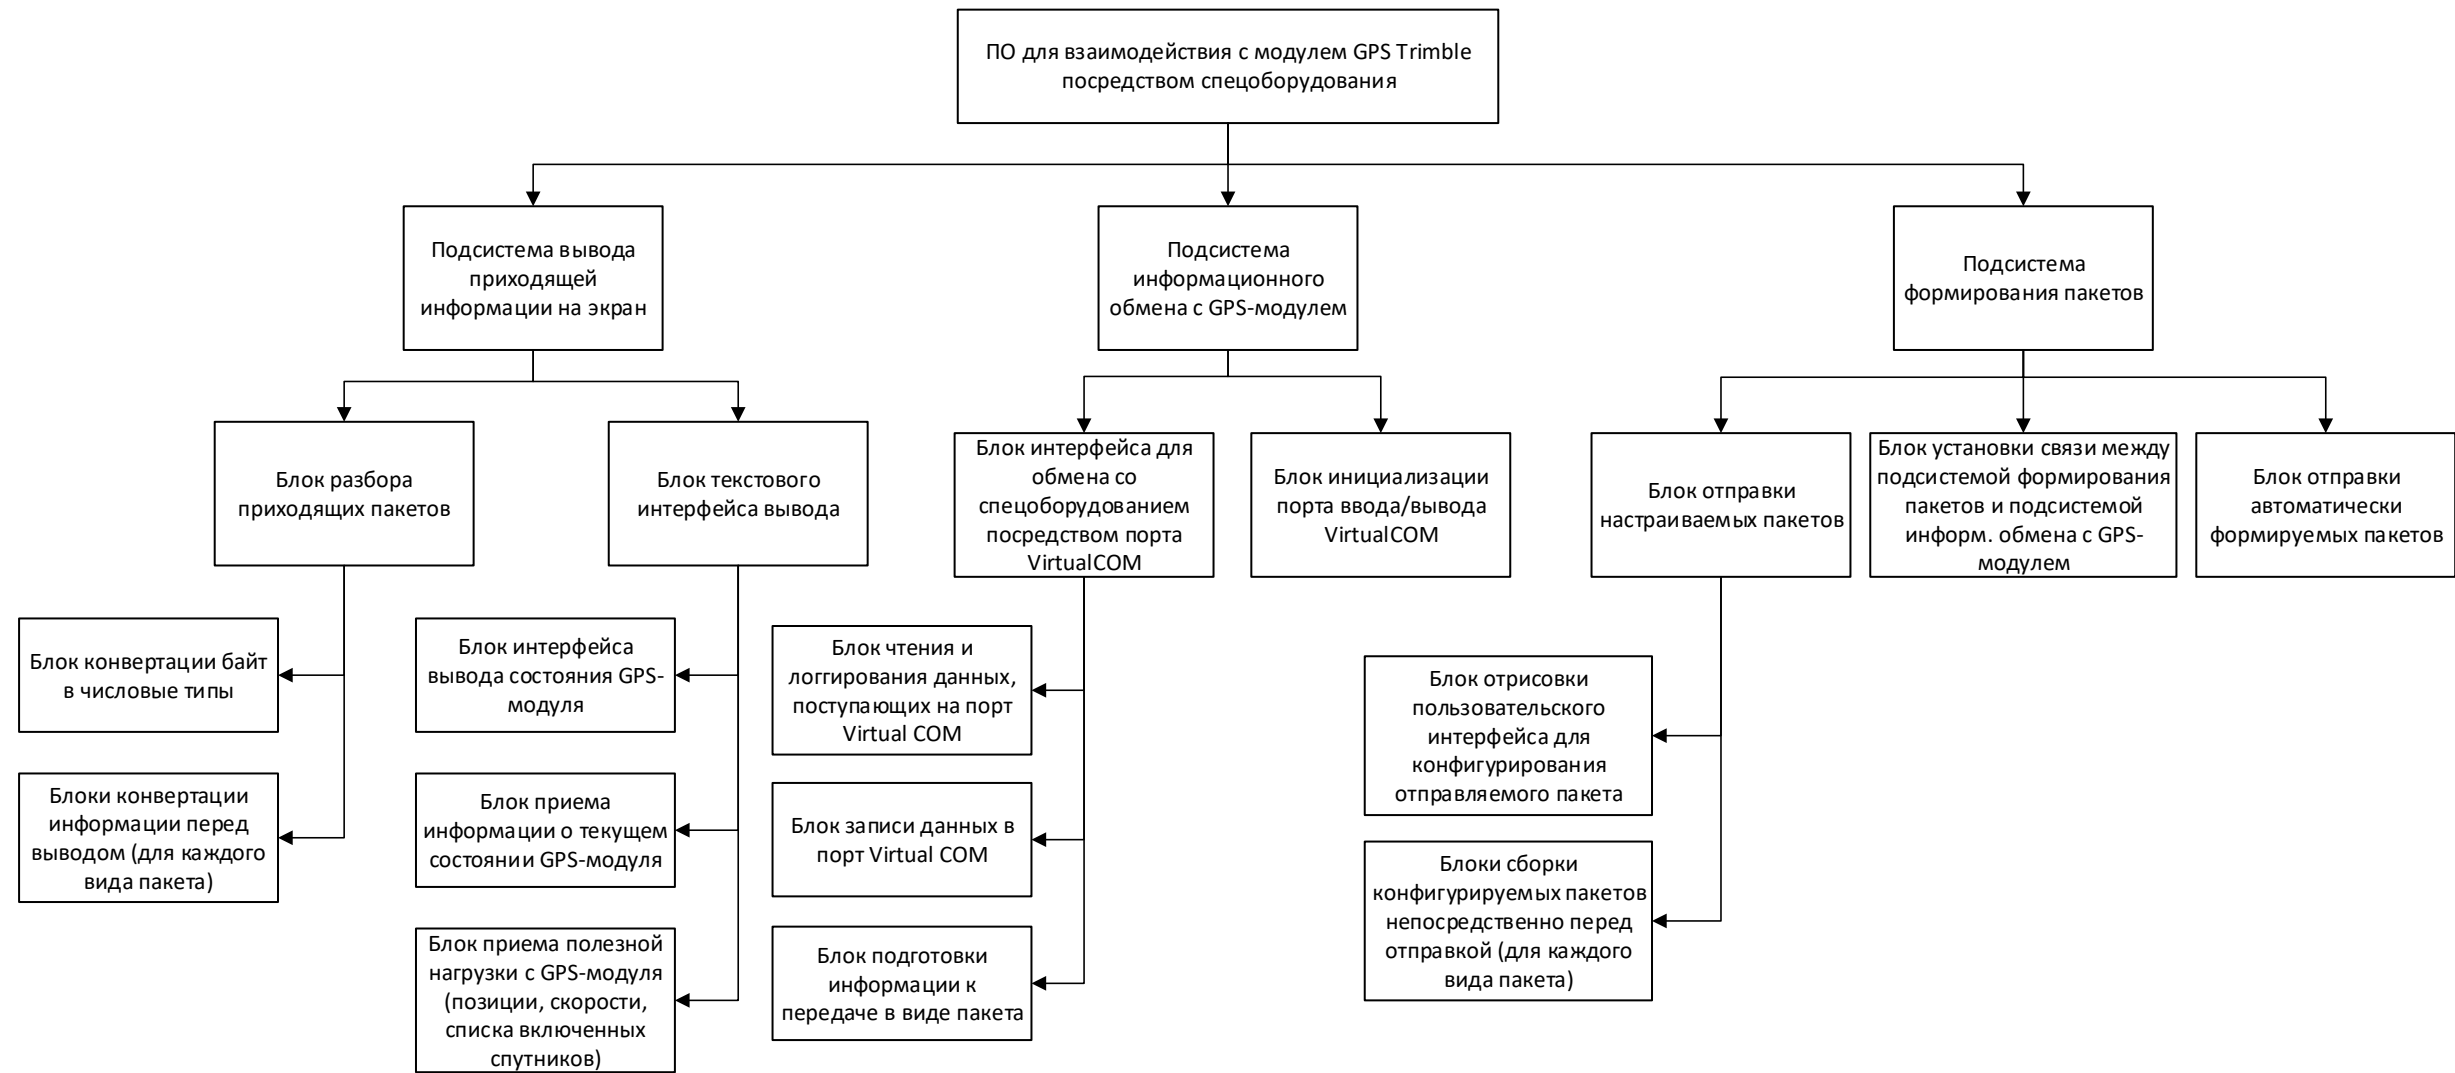 ПО для взаимодействия с модулем GPS Trimble
посредством спецоборудования
Подсистема вывода
приходящей
информации на экран
Подсистема
информационного
обмена с GPS-модулем
Подсистема
формирования пакетов
Блок разбора
приходящих пакетов
Блок текстового
интерфейса вывода
Блок интерфейса для
обмена со
спецоборудованием
посредством порта
VirtualCOM
Блок инициализации
порта ввода/вывода
VirtualCOM
Блок отправки
настраиваемых пакетов
Блок установки связи между
подсистемой формирования
пакетов и подсистемой
информ. обмена с GPS-
модулем
Блок отправки
автоматически
формируемых пакетов
Блок конвертации байт
в числовые типы
Блоки конвертации
информации перед
выводом (для каждого
вида пакета)
Блок интерфейса
вывода состояния GPS-
модуля
Блок приема
информации о текущем
состоянии GPS-модуля
Блок приема полезной
нагрузки с GPS-модуля
(позиции, скорости,
списка включенных
спутников)
Блок чтения и
логгирования данных,
поступающих на порт
Virtual COM
Блок записи данных в
порт Virtual COM
Блок подготовки
информации к
передаче в виде пакета
Блок отрисовки
пользовательского
интерфейса для
конфигурирования
отправляемого пакета
Блоки сборки
конфигурируемых пакетов
непосредственно перед
отправкой (для каждого
вида пакета)